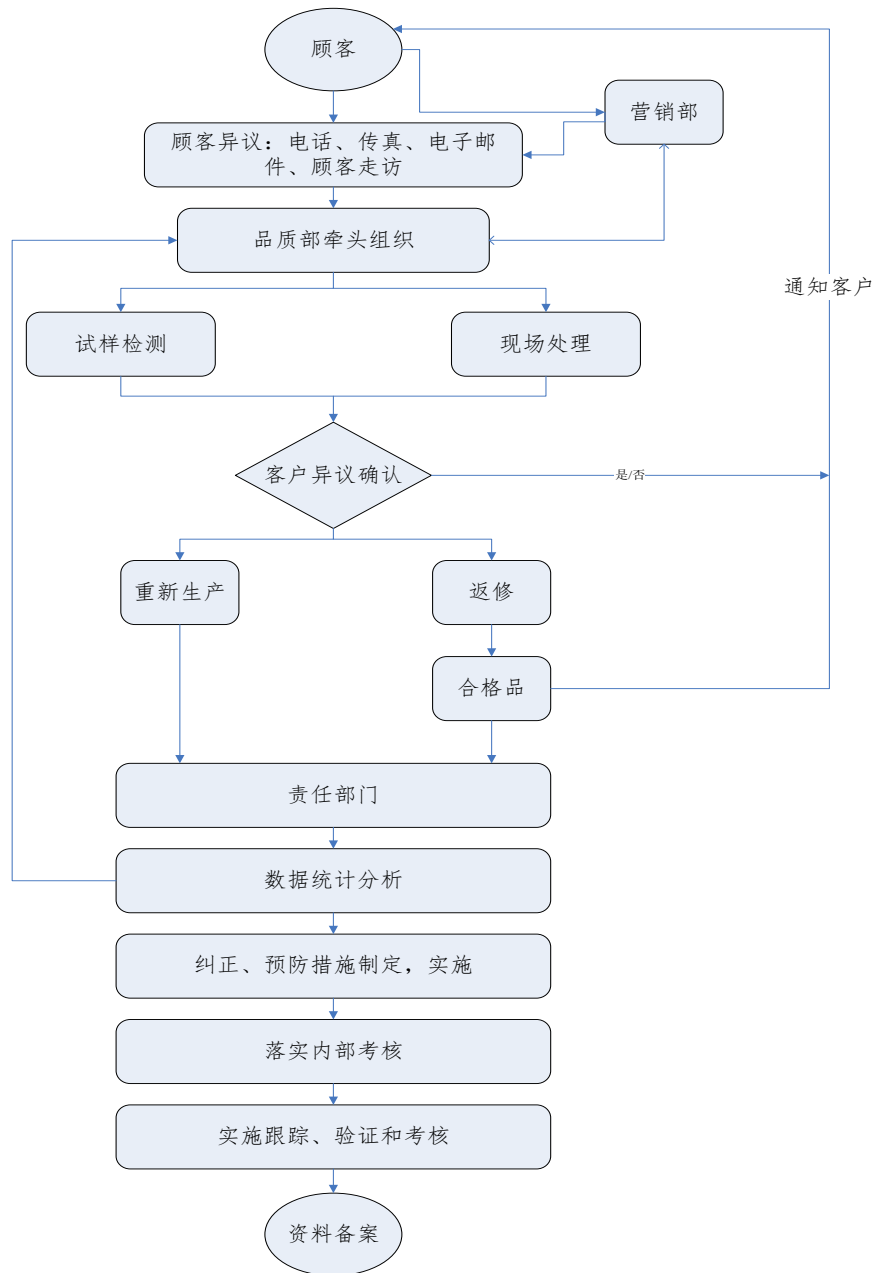 顾客
营销部
顾客异议：电话、传真、电子邮
件、顾客走访
品质部牵头组织
通知客户
试样检测
现场处理
客户异议确认
是/否
重新生产
返修
合格品
责任部门
数据统计分析
纠正、预防措施制定，实施
落实内部考核
实施跟踪、验证和考核
资料备案